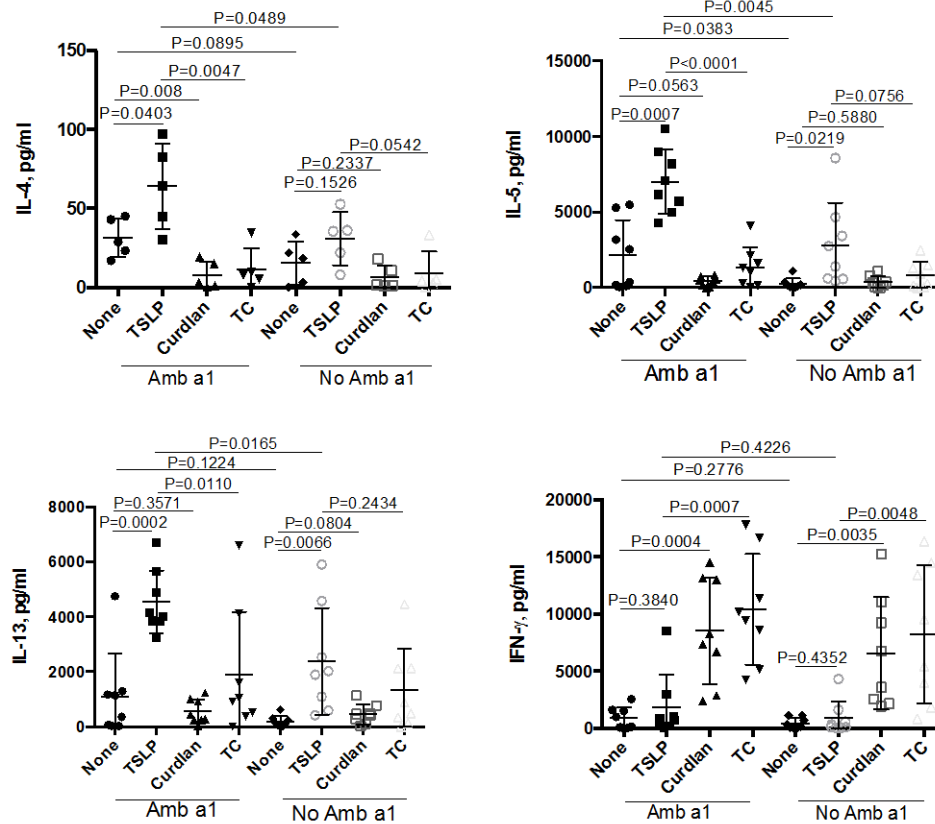 P=0.0489
P=0.0895
P=0.0047
P=0.008
P=0.0403
P=0.0542
P=0.2337
P=0.1526
150
100
50
0
IL-4, pg/ml
None TSLP Curdlan TC None TSLP Curdlan TC
Amb a1 No Amb a1
P=0.0045
P=0.0383
P<0.0001
P=0.0563
P=0.0007
P=0.0756
P=0.5880
P=0.0219
15000
10000
5000
0
IL-5, pg/ml
None TSLP Curdlan TC None TSLP Curdlan TC
Amb a1 No Amb a1
P=0.0165
P=0.1224
P=0.0110
P=0.3571
P=0.0002
P=0.2434
P=0.0804
P=0.0066
8000
6000
4000
2000
0
IL-13, pg/ml
None TSLP Curdlan TC None TSLP Curdlan TC
Amb a1 No Amb a1
P=0.4226
P=0.2776
P=0.0007
P=0.0004
P=0.3840
P=0.0048
P=0.0035
P=0.4352
20000
15000
10000
5000
0
IFN-γ, pg/ml
None TSLP Curdlan TC None TSLP Curdlan TC
Amb a1 No Amb a1